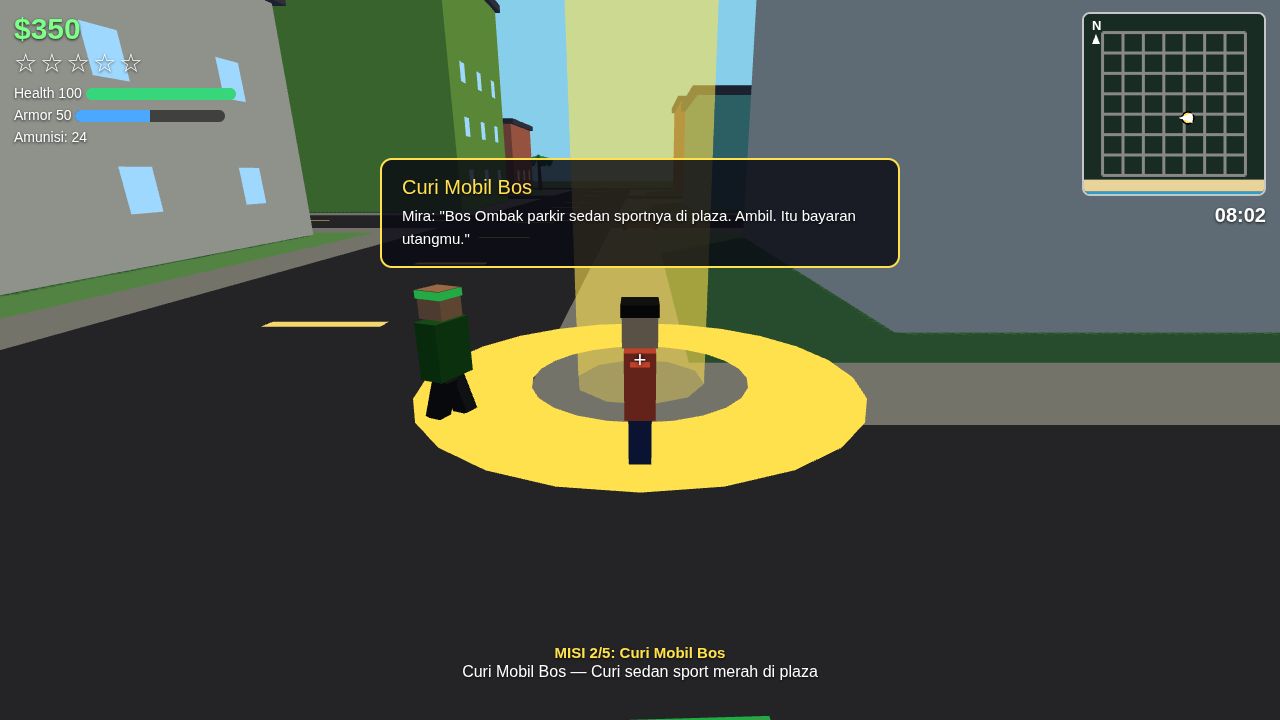 $350
☆☆☆☆☆
Health 100
Armor 50
Amunisi: 24
N
08:02
Curi Mobil Bos
Mira: "Bos Ombak parkir sedan sportnya di plaza. Ambil. Itu bayaran
utangmu."
MISI 2/5: Curi Mobil Bos
Curi Mobil Bos — Curi sedan sport merah di plaza